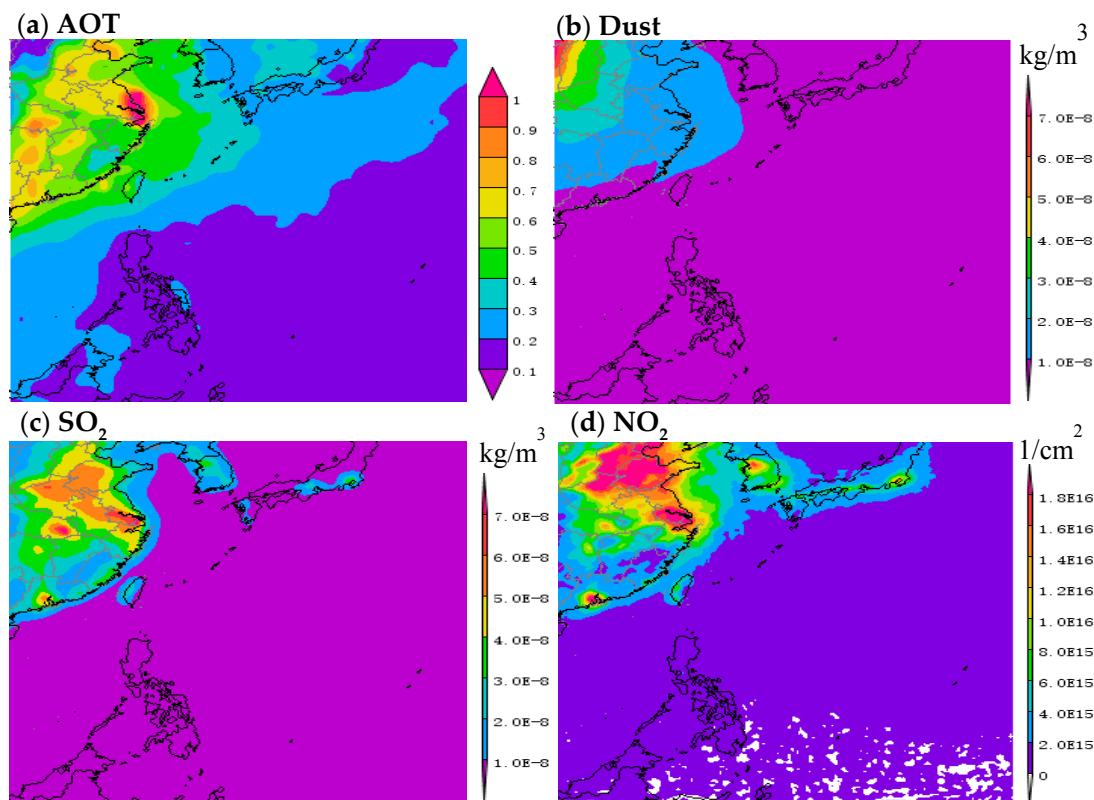 (a) AOT
(b) Dust
kg/m³
1
0.9
0.8
0.7
0.6
0.5
0.4
0.3
0.2
0.1
7.0E-8
6.0E-8
5.0E-8
4.0E-8
3.0E-8
2.0E-8
1.0E-8
(c) SO₂
kg/m³
(d) NO₂
1/cm²
7.0E-8
6.0E-8
5.0E-8
4.0E-8
3.0E-8
2.0E-8
1.0E-8
1.8E16
1.6E16
1.4E16
1.2E16
1.0E16
8.0E15
6.0E15
4.0E15
2.0E15
0